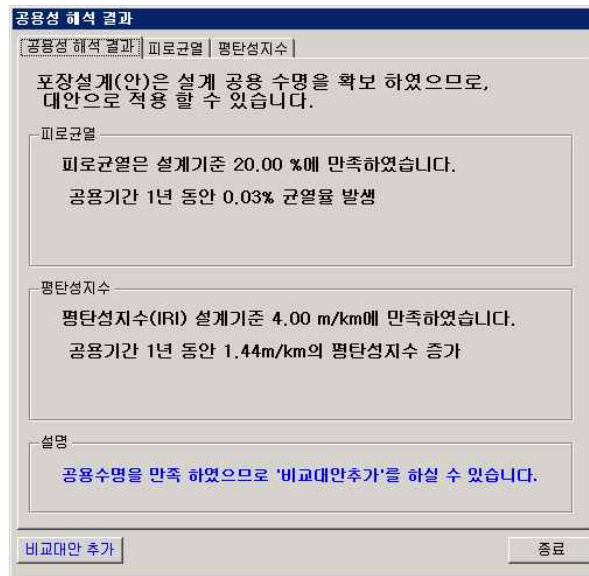 공용성 해석 결과
공용성 해석 결과 피로균열 평탄성지수
포장설계(안)은 설계 공용 수명을 확보 하였으므로,
대안으로 적용 할 수 있습니다.
피로균열
피로균열은 설계기준 20.00 %에 만족하였습니다.
공용기간 1년 동안 0.03% 균열율 발생
평탄성지수
평탄성지수(IRI) 설계기준 4.00 m/km에 만족하였습니다.
공용기간 1년 동안 1.44m/km의 평탄성지수 증가
설명
공용수명을 만족 하였으므로 '비교대안추가'를 하실 수 있습니다.
비교대안 추가 종료